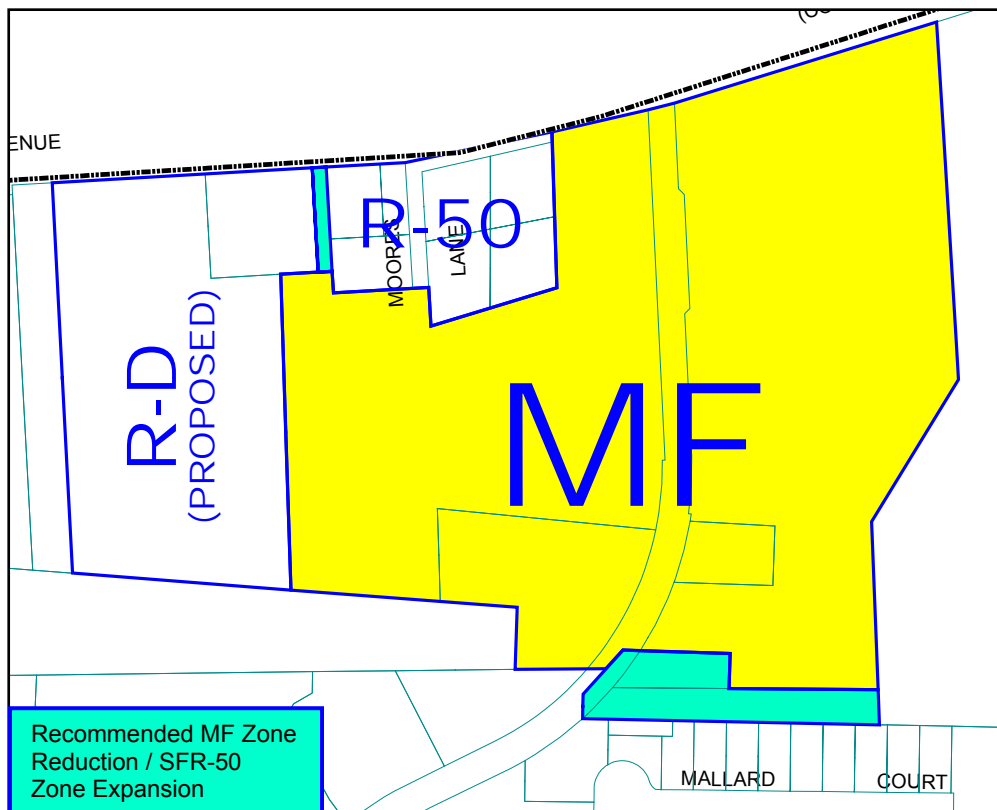 ENUE
R-50
MOORES
LANE
R-D
(PROPOSED)
MF
Recommended MF Zone
Reduction / SFR-50
Zone Expansion
MALLARD COURT